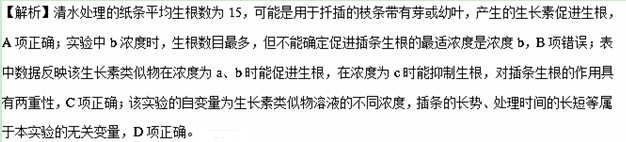 【解析】清水处理的纸条平均生根数为 15，可能是用于扦插的枝条带有芽或幼叶，产生的生长素促进生根，
A 项正确；实验中 b 浓度时，生根数目最多，但不能确定促进插条生根的最适浓度是浓度 b，B 项错误；表
中数据反映该生长素类似物在浓度为 a、b 时能促进生根，在浓度为 c 时能抑制生根，对插条生根的作用具
有两重性，C 项正确；该实验的自变量为生长素类似物溶液的不同浓度，插条的长势、处理时间的长短等属
于本实验的无关变量，D 项正确。